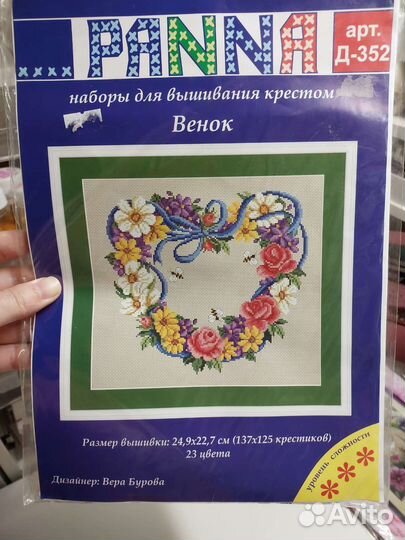 ...PANNA
арт.
Д-352
наборы для вышивания крестом
Венок
Размер вышивки: 24,9х22,7 см (137х125 крестиков)
23 цвета
Дизайнер: Вера Бурова
уровень сложности
***
Avito